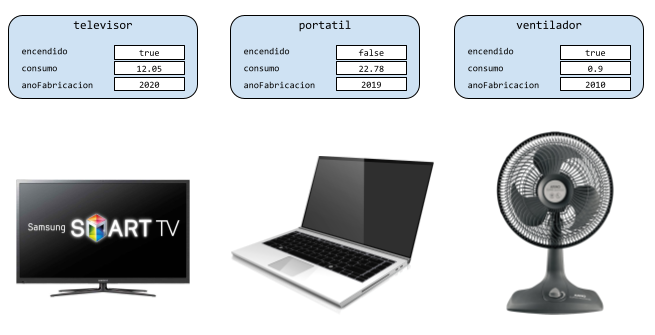 televisor
encendido true
consumo 12.05
anoFabricacion 2020
portatil
encendido false
consumo 22.78
anoFabricacion 2019
ventilador
encendido true
consumo 0.9
anoFabricacion 2010
Samsung SMART TV